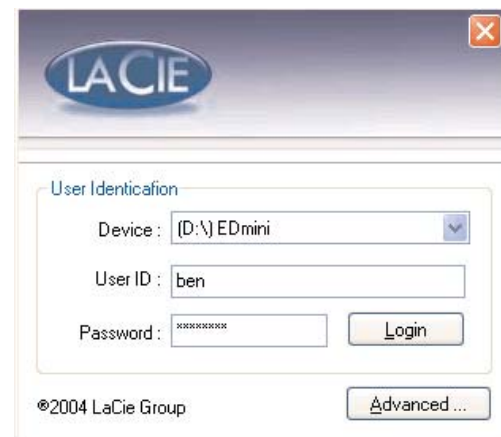 LACIE
User Identicafion
Device : (D:\) EDmini
User ID : ben
Password : ******** Login
©2004 LaCie Group Advanced ...